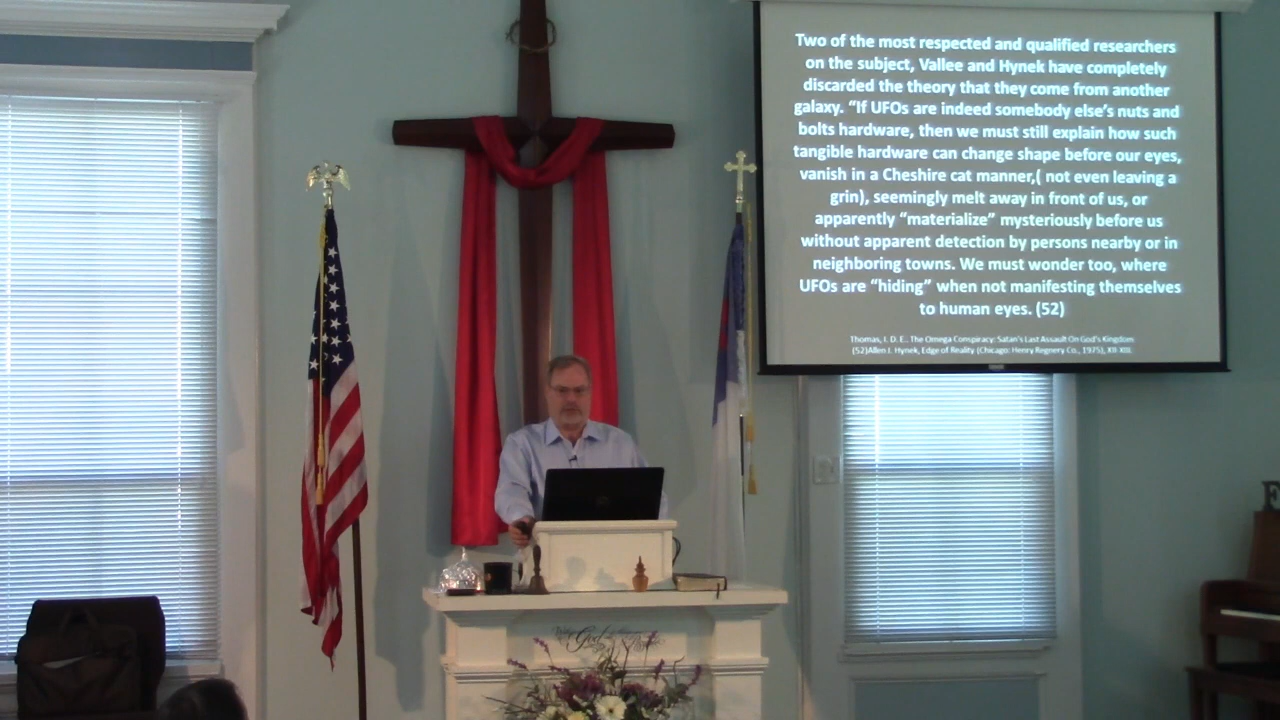 Two of the most respected and qualified researchers
on the subject, Vallee and Hynek have completely
discarded the theory that they come from another
galaxy. “If UFOs are indeed somebody else’s nuts and
bolts hardware, then we must still explain how such
tangible hardware can change shape before our eyes,
vanish in a Cheshire cat manner,( not even leaving a
grin), seemingly melt away in front of us, or
apparently “materialize” mysteriously before us
without apparent detection by persons nearby or in
neighboring towns. We must wonder too, where
UFOs are “hiding” when not manifesting themselves
to human eyes. (52)
Thomas, I. D. E.. The Omega Conspiracy: Satan's Last Assault On God's Kingdom
(52)Allen J. Hynek, Edge of Reality (Chicago: Henry Regnery Co., 1975), XII-XIII.
God